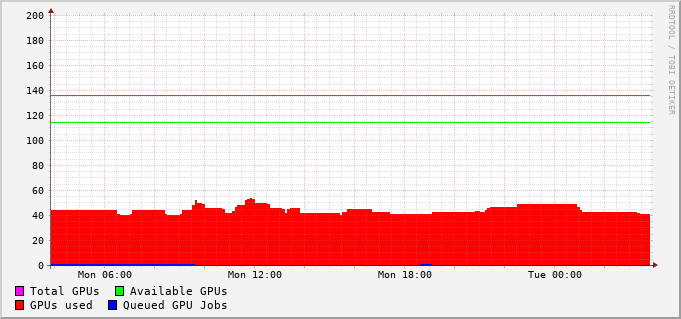 200
180
160
140
120
100
80
60
40
20
0
Mon 06:00 Mon 12:00 Mon 18:00 Tue 00:00
Total GPUs Available GPUs
GPUs used Queued GPU Jobs
RRDTOOL / TOBI OETIKER